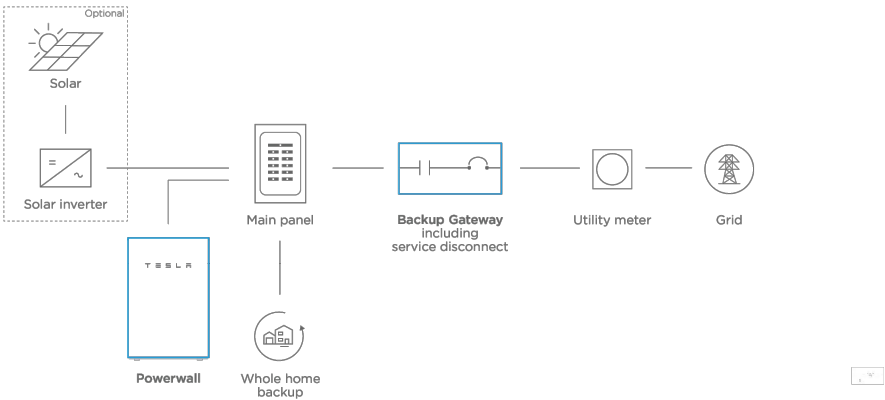 Optional
Solar
Solar inverter
Main panel
Backup Gateway
including
service disconnect
Utility meter
Grid
TESLA
Powerwall
Whole home
backup